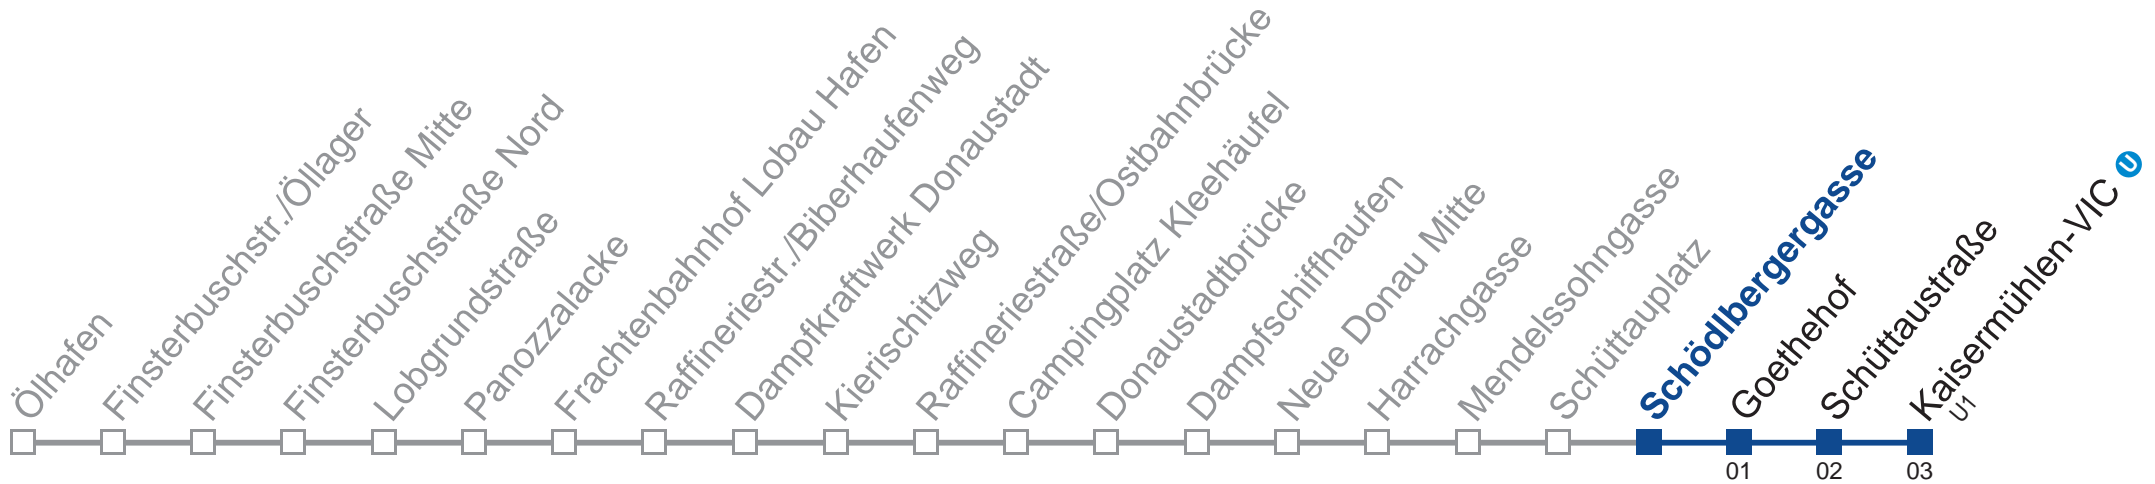 Ölhafen
Finsterbuschstr./Öllager
Finsterbuschstraße Mitte
Finsterbuschstraße Nord
Lobgrundstraße
Panozzalacke
Frachtenbahnhof Lobau Hafen
Raffineriestr./Biberhaufenweg
Dampfkraftwerk Donaustadt
Kierischitzweg
Raffineriestraße/Ostbahnbrücke
Campingplatz Kleehäufel
Donaustadtbrücke
Dampfschiffhaufen
Neue Donau Mitte
Harrachgasse
Mendelssohngasse
Schüttauplatz
Schödlbergergasse
Goethehof
Schüttaustraße
Kaisermühlen-VIC U
U1
01
02
03